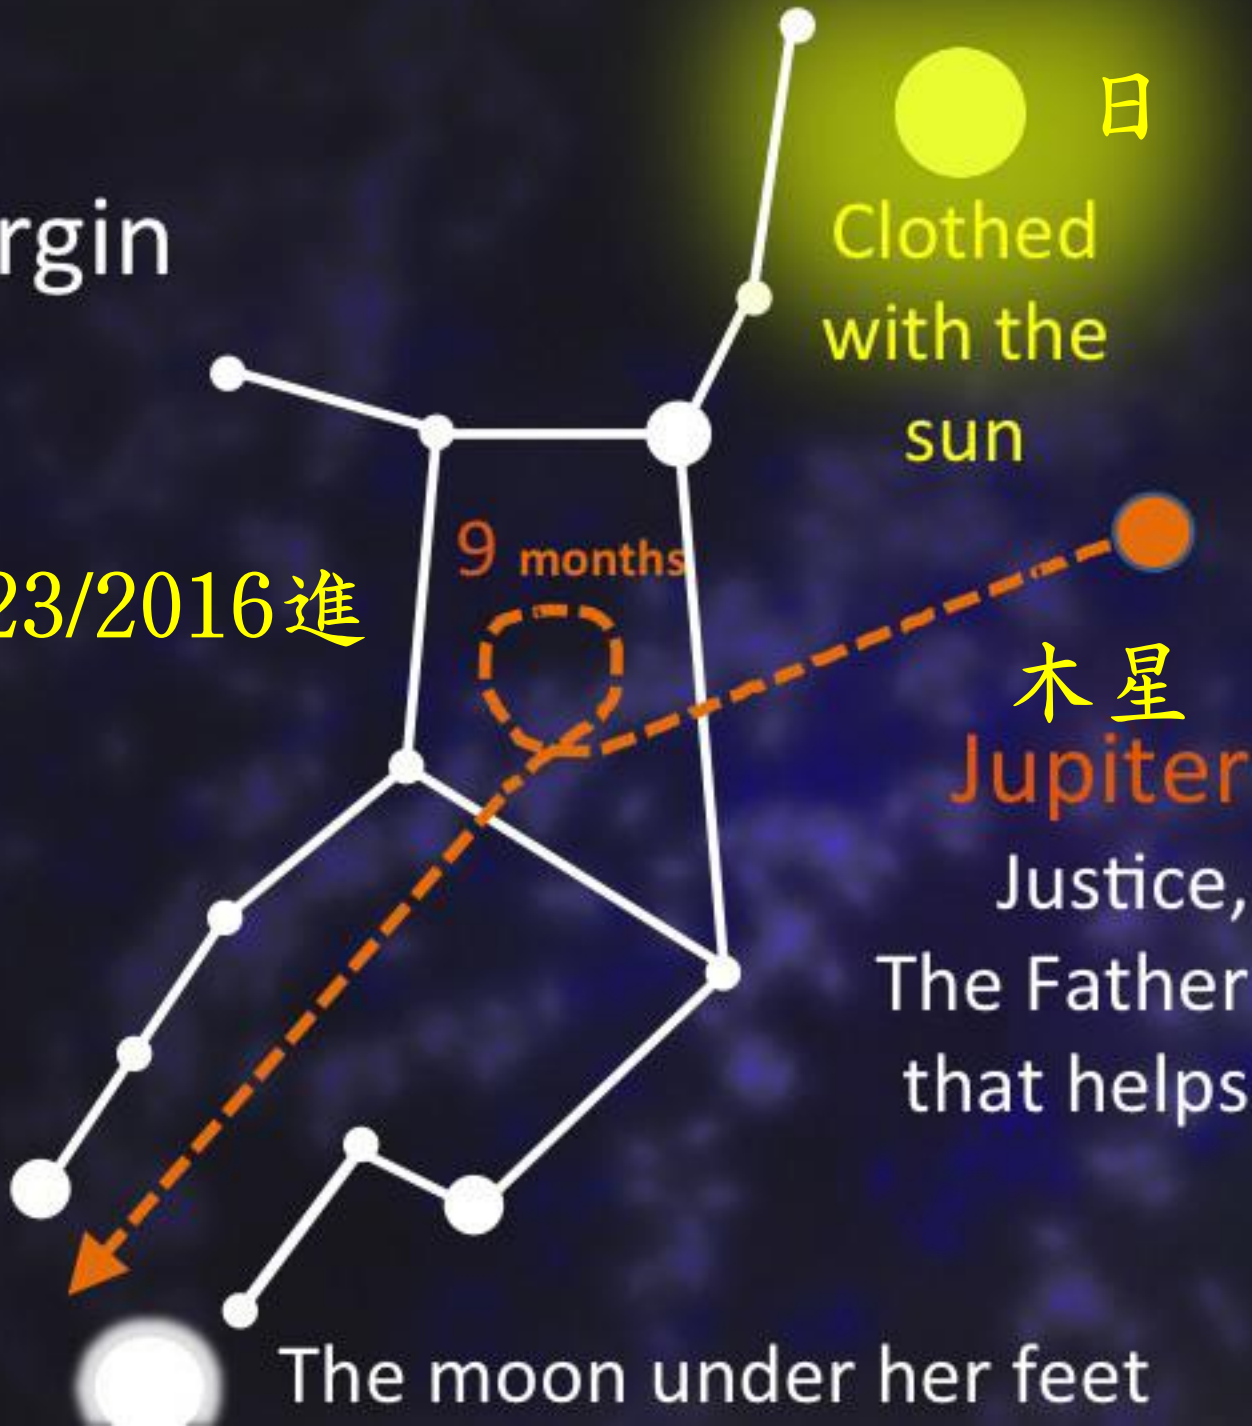 日
rgin
Clothed
with the
sun
9 months
23/2016進
木星
Jupiter
Justice,
The Father
that helps
The moon under her feet